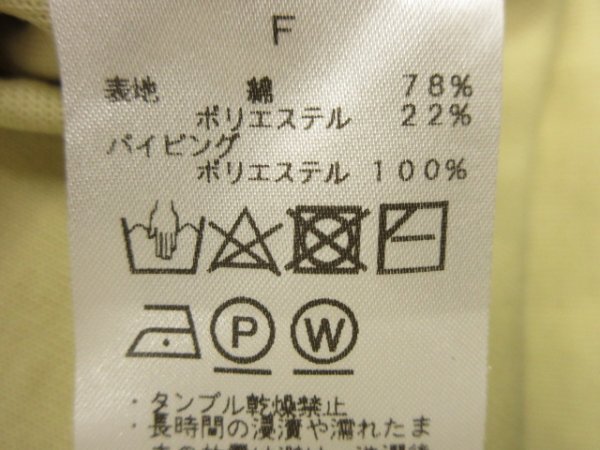 F
表地 綿 78%
ポリエステル 22%
パイピング
ポリエステル 100%
P W
・タンブル乾燥禁止
・長時間の浸漬や濡れたま